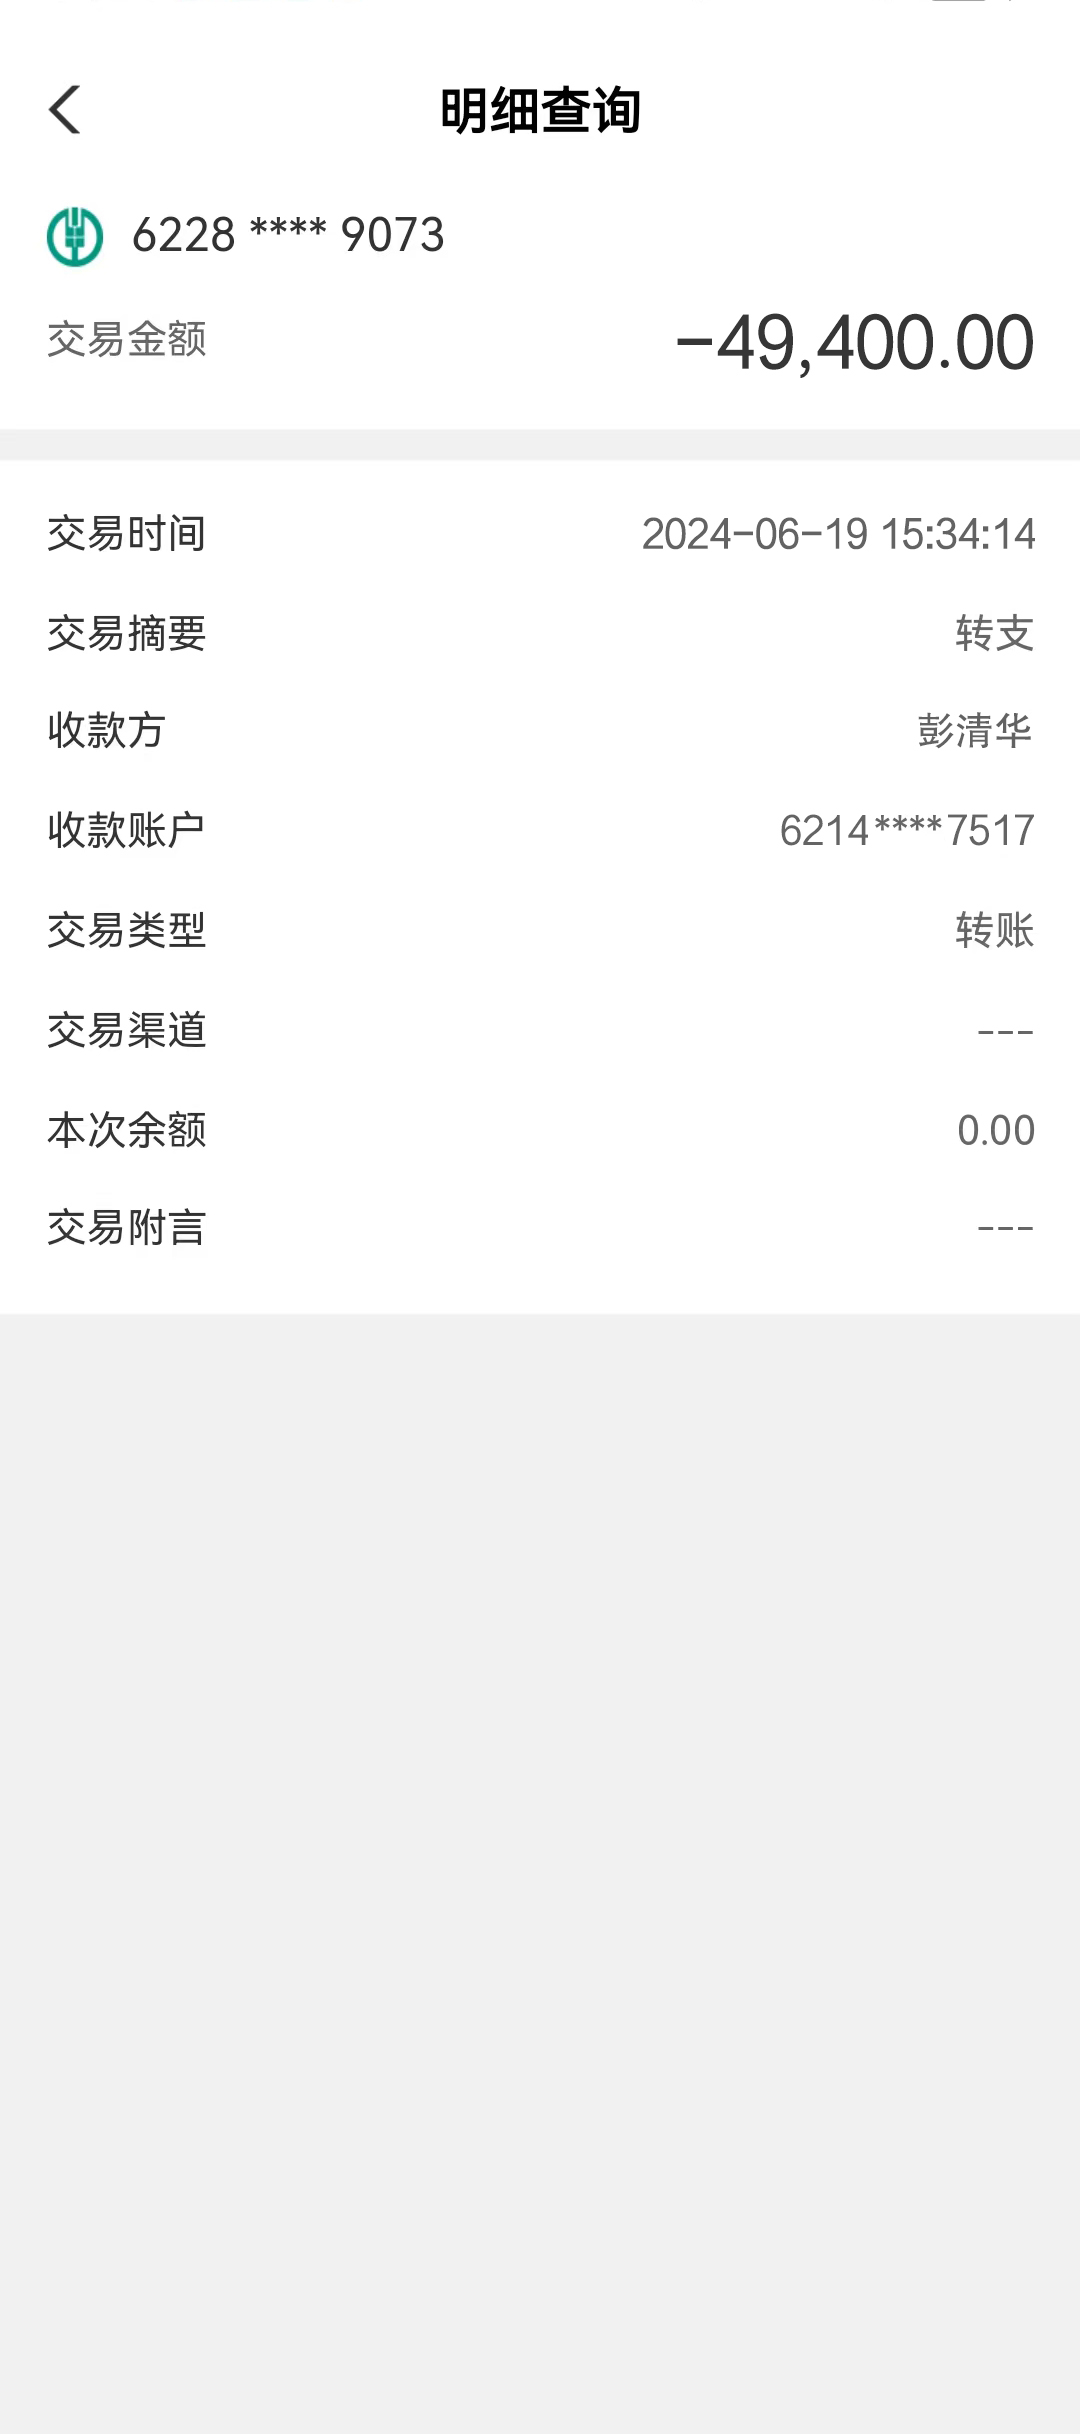 明细查询
6228 **** 9073
交易金额 -49,400.00
交易时间 2024-06-19 15:34:14
交易摘要 转支
收款方 彭清华
收款账户 6214****7517
交易类型 转账
交易渠道 ---
本次余额 0.00
交易附言 ---